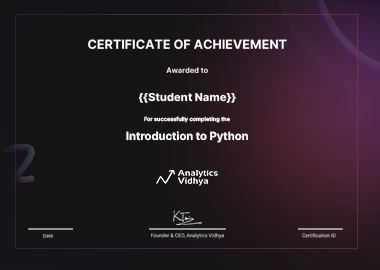 CERTIFICATE OF ACHIEVEMENT
Awarded to
{{Student Name}}
For successfully completing the
Introduction to Python
Analytics
Vidhya
Date
Founder & CEO, Analytics Vidhya
Certification ID